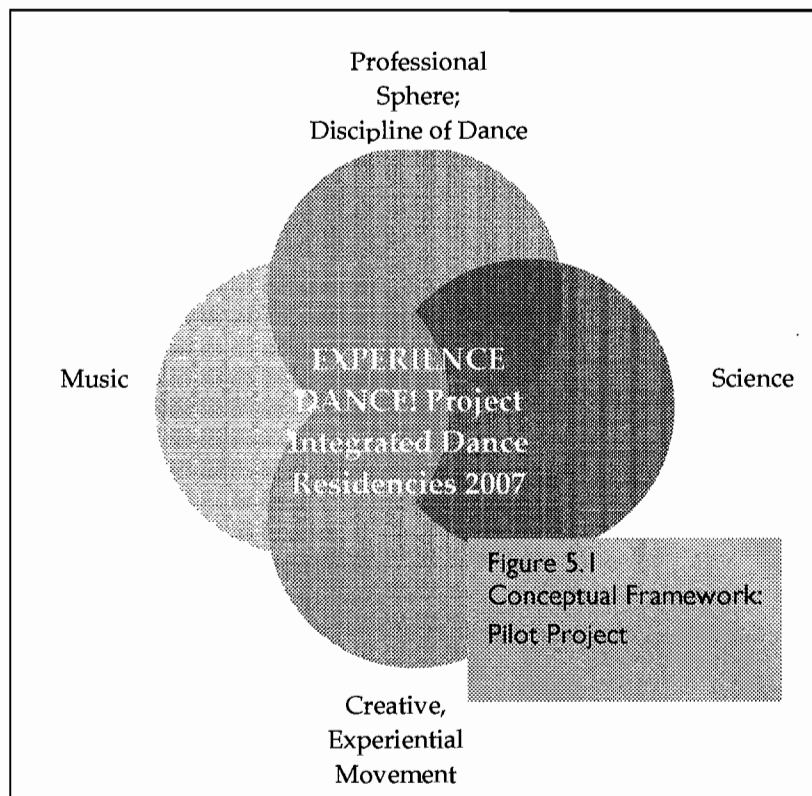 Professional
Sphere;
Discipline of Dance
Music
EXPERIENCE
DANCE! Project
Integrated Dance
Residencies 2007
Science
Figure 5.1
Conceptual Framework:
Pilot Project
Creative,
Experiential
Movement